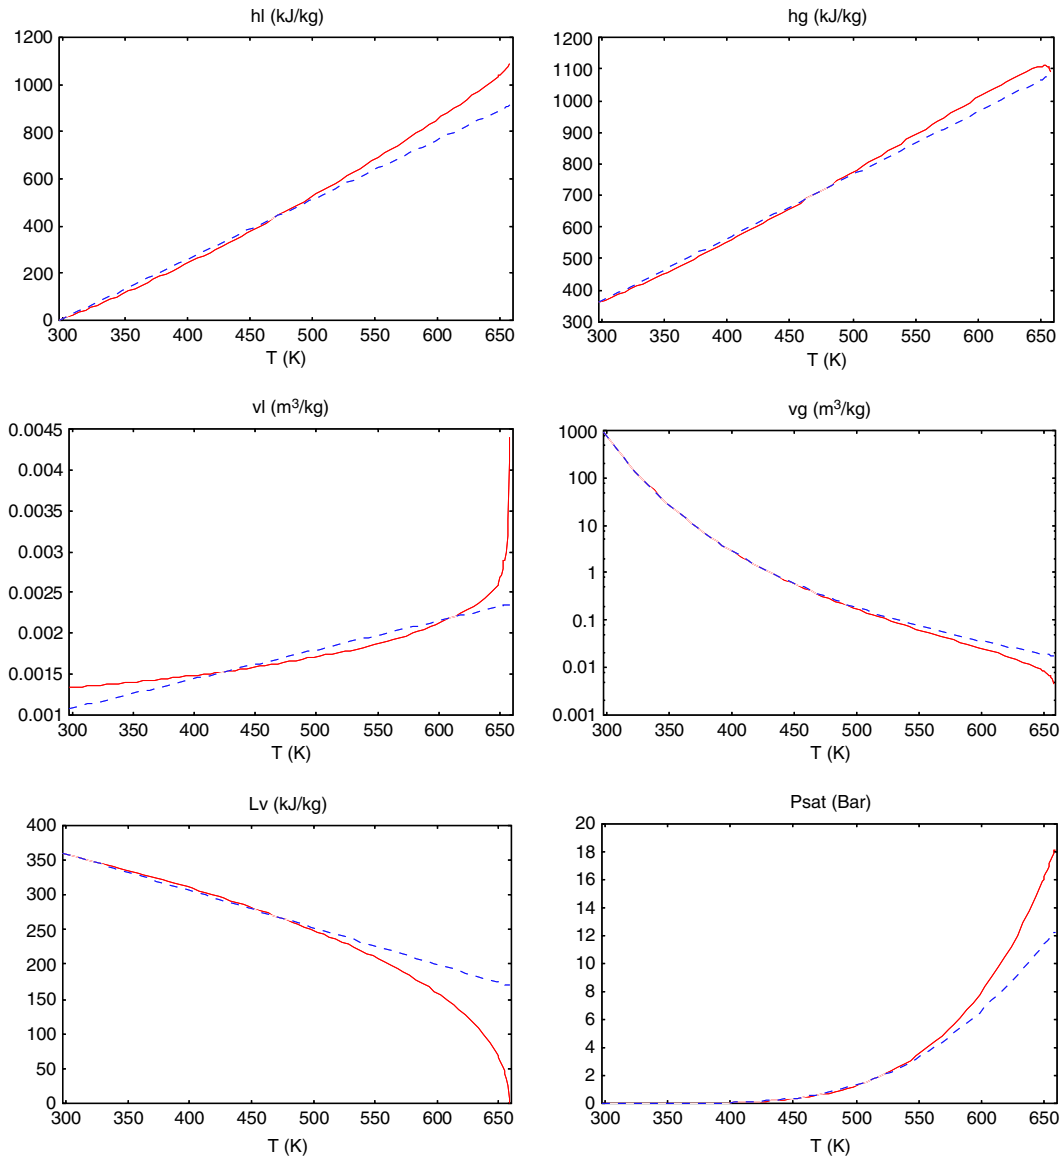 hl (kJ/kg)
1200
1000
800
600
400
200
0
300 350 400 450 500 550 600 650
T (K)
hg (kJ/kg)
1200
1100
1000
900
800
700
600
500
400
300
300 350 400 450 500 550 600 650
T (K)
vl (m³/kg)
0.0045
0.004
0.0035
0.003
0.0025
0.002
0.0015
0.001
300 350 400 450 500 550 600 650
T (K)
vg (m³/kg)
1000
100
10
1
0.1
0.01
0.001
300 350 400 450 500 550 600 650
T (K)
Lv (kJ/kg)
400
350
300
250
200
150
100
50
0
300 350 400 450 500 550 600 650
T (K)
Psat (Bar)
20
18
16
14
12
10
8
6
4
2
0
300 350 400 450 500 550 600 650
T (K)